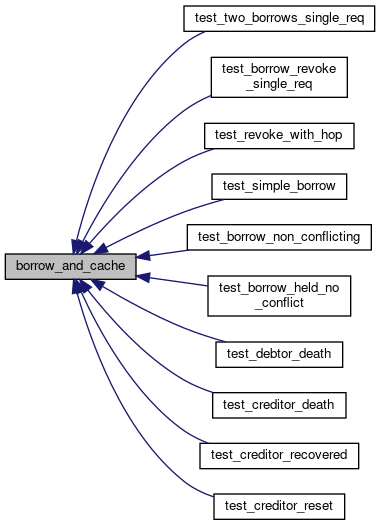 test_two_borrows_single_req
test_borrow_revoke
_single_req
test_revoke_with_hop
test_simple_borrow
test_borrow_non_conflicting
borrow_and_cache
test_borrow_held_no
_conflict
test_debtor_death
test_creditor_death
test_creditor_recovered
test_creditor_reset